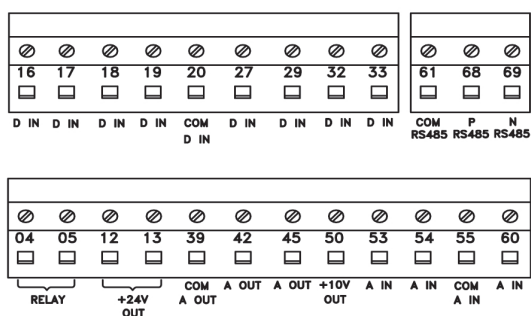 16 17 18 19 20 27 29 32 33 61 68 69
D IN D IN D IN D IN COM D IN D IN D IN D IN COM P N
D IN RS485 RS485 RS485
04 05 12 13 39 42 45 50 53 54 55 60
RELAY +24V COM A OUT A OUT +10V A IN A IN COM A IN
OUT A OUT OUT A IN